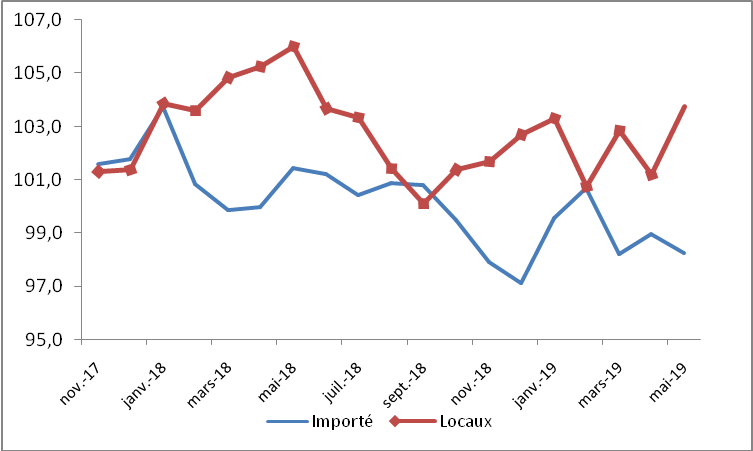 107,0
105,0
103,0
101,0
99,0
97,0
95,0
nov.-17
janv.-18
mars-18
mai-18
juil.-18
sept.-18
nov.-18
janv.-19
mars-19
mai-19
Importé
Locaux